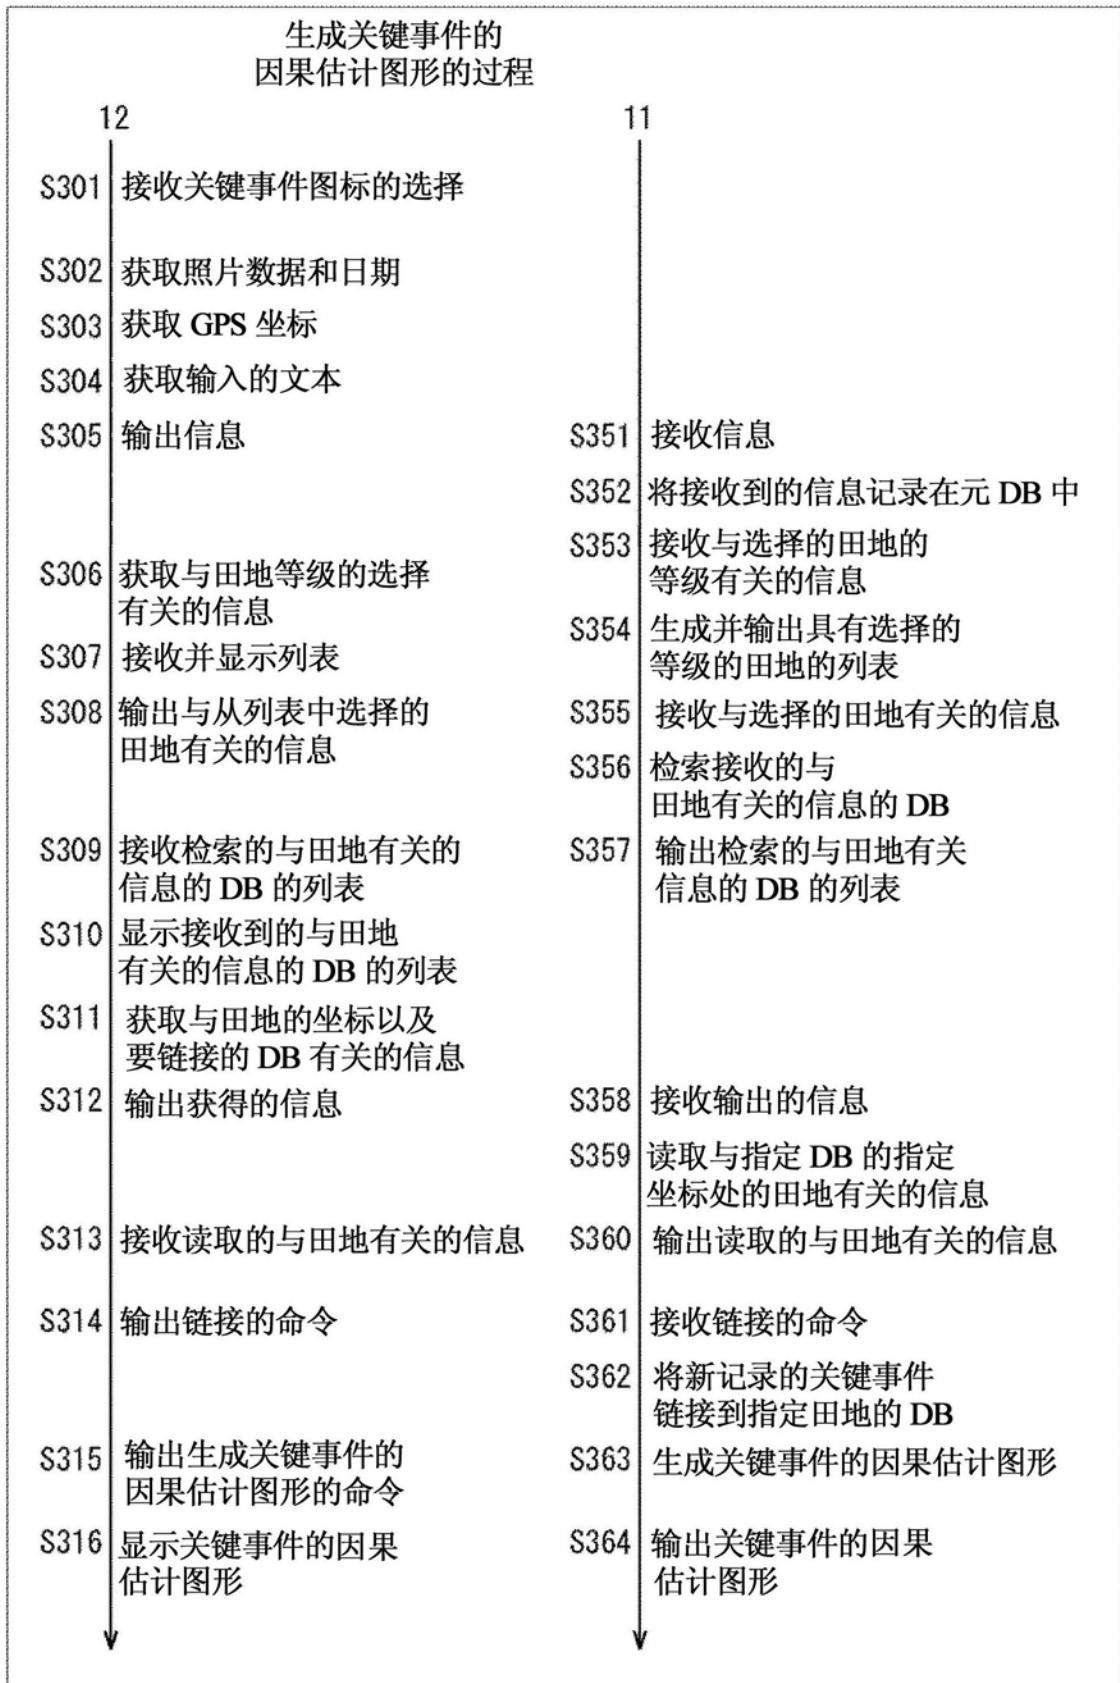 生成关键事件的
因果估计图形的过程
12
S301 接收关键事件图标的选择
S302 获取照片数据和日期
S303 获取 GPS 坐标
S304 获取输入的文本
S305 输出信息
S306 获取与田地等级的选择
有关的信息
S307 接收并显示列表
S308 输出与从列表中选择的
田地有关的信息
S309 接收检索的与田地有关的
信息的 DB 的列表
S310 显示接收到的与田地
有关的信息的 DB 的列表
S311 获取与田地的坐标以及
要链接的 DB 有关的信息
S312 输出获得的信息
S313 接收读取的与田地有关的信息
S314 输出链接的命令
S315 输出生成关键事件的
因果估计图形的命令
S316 显示关键事件的因果
估计图形
11
S351 接收信息
S352 将接收到的信息记录在元 DB 中
S353 接收与选择的田地的
等级有关的信息
S354 生成并输出具有选择的
等级的田地的列表
S355 接收与选择的田地有关的信息
S356 检索接收的与
田地有关的信息的 DB
S357 输出检索的与田地有关
信息的 DB 的列表
S358 接收输出的信息
S359 读取与指定 DB 的指定
坐标处的田地有关的信息
S360 输出读取的与田地有关的信息
S361 接收链接的命令
S362 将新记录的关键事件
链接到指定田地的 DB
S363 生成关键事件的因果估计图形
S364 输出关键事件的因果
估计图形